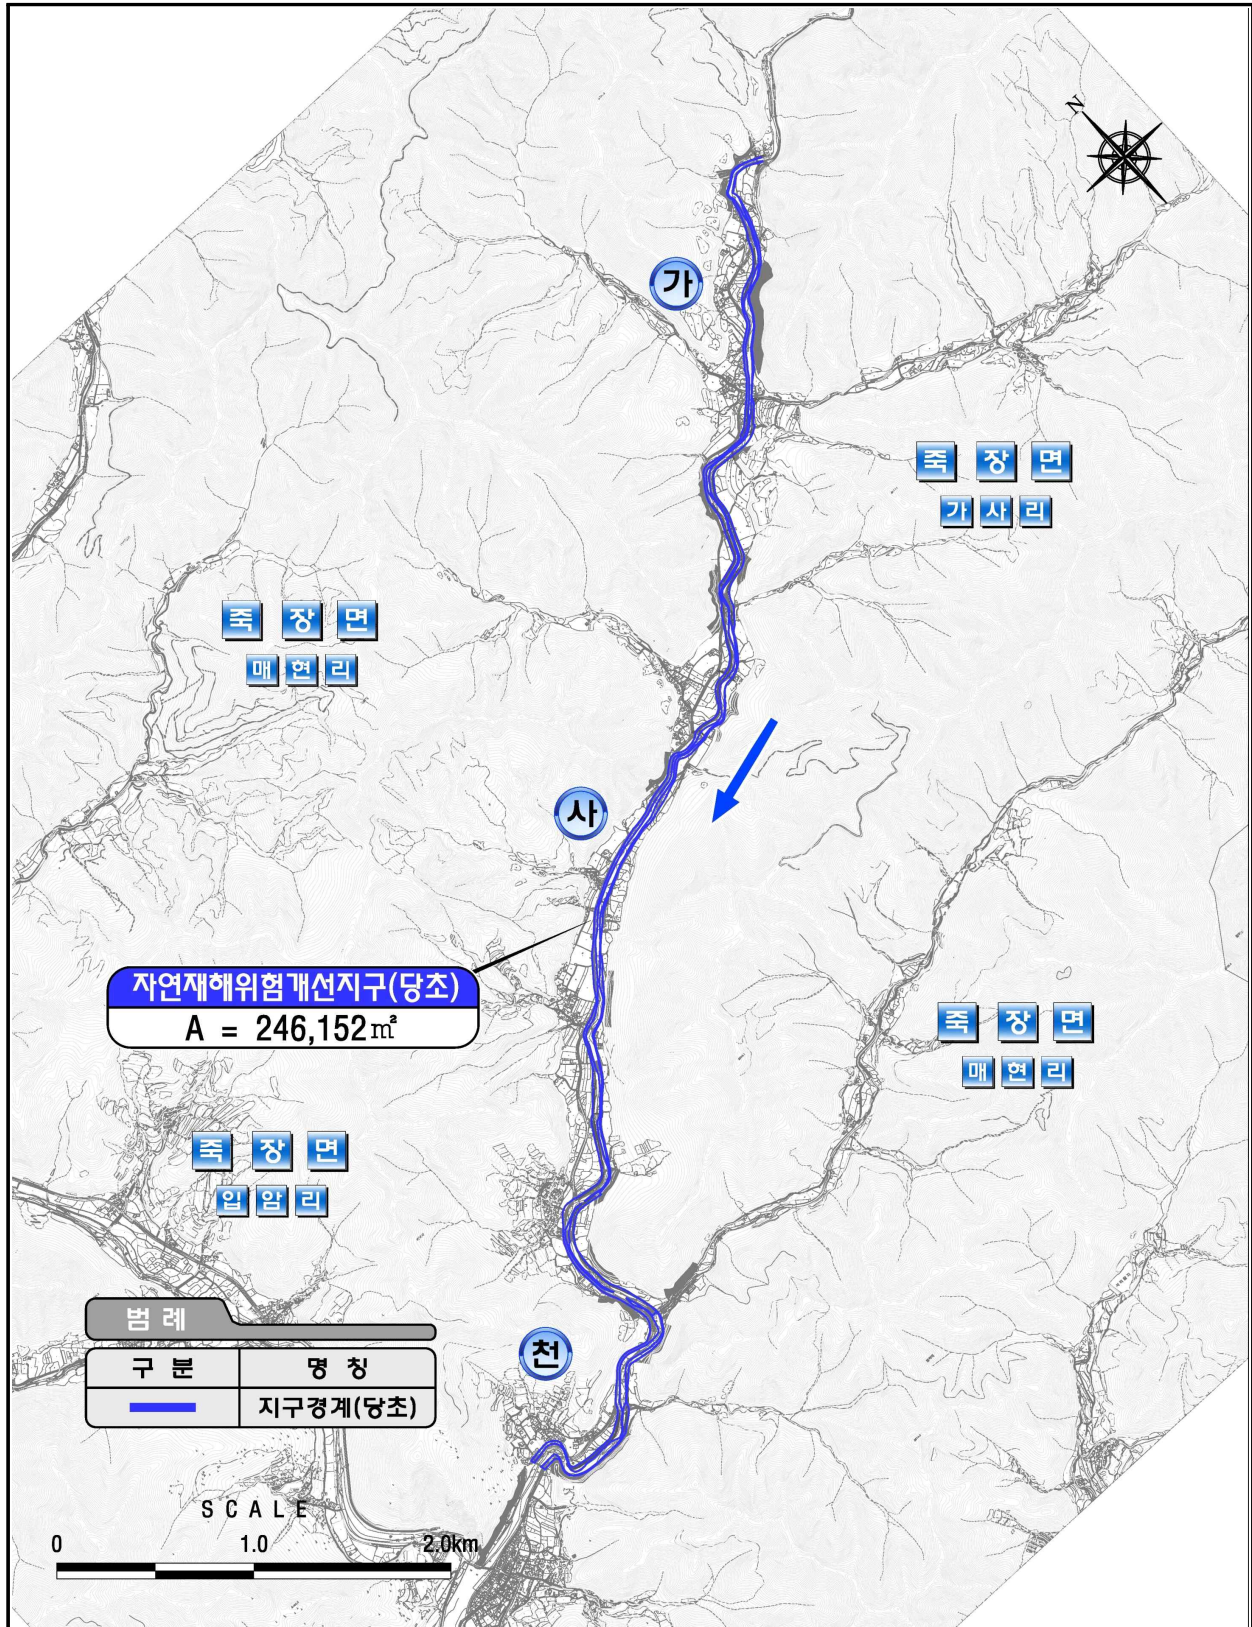 N
가
죽장면
가사리
죽장면
매현리
사
자연재해위험개선지구(당초)
A = 246,152㎡
죽장면
매현리
죽장면
입암리
범례
구분 명칭
지구경계(당초)
천
SCALE
0 1.0 2.0km